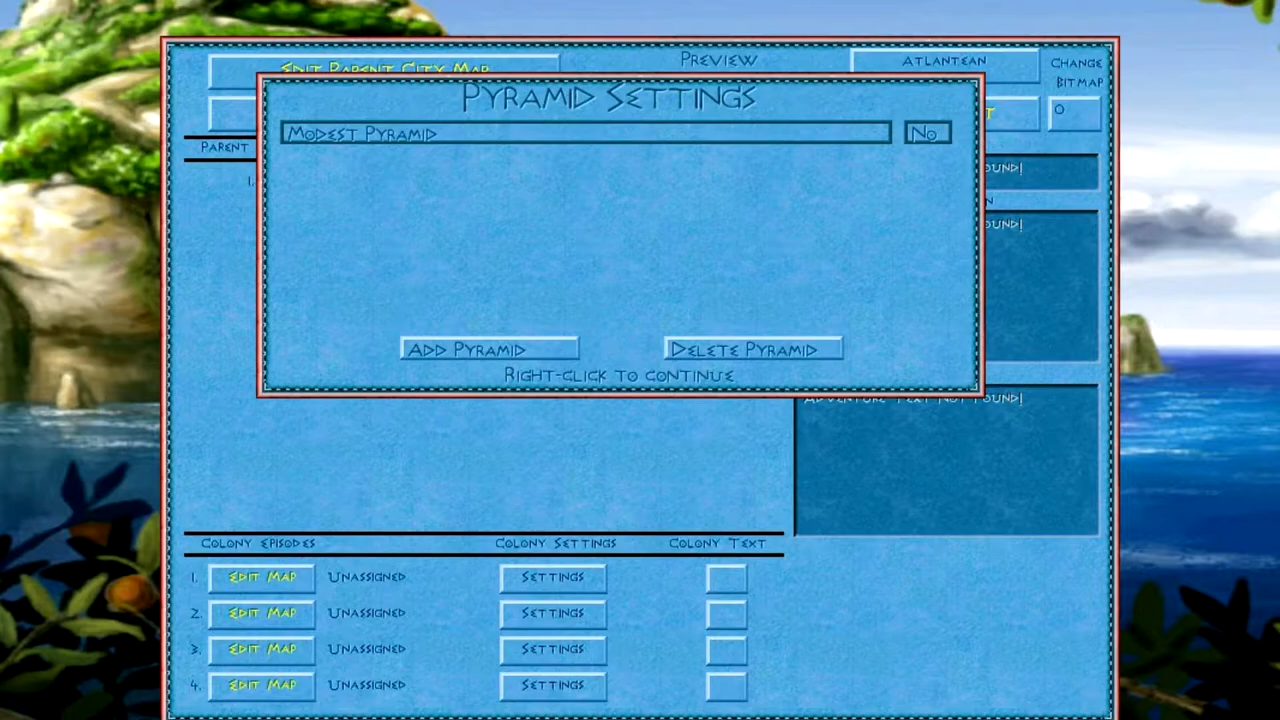 Edit Parent City Map
Preview
Atlantean
Change
Bitmap
0
Pyramid Settings
Modest Pyramid
No
Parent
1.
Add Pyramid
Delete Pyramid
Right-click to continue
Adventure Text Not Found!
Colony Episodes
Colony Settings
Colony Text
1. Edit Map Unassigned Settings
2. Edit Map Unassigned Settings
3. Edit Map Unassigned Settings
4. Edit Map Unassigned Settings